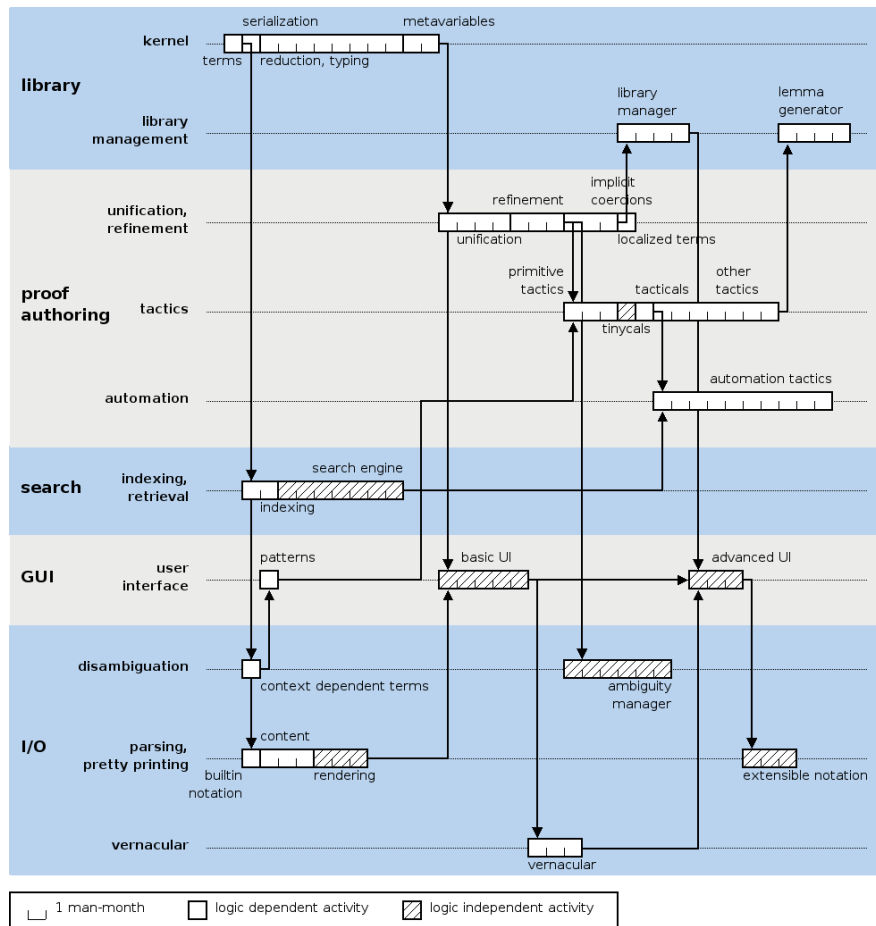 serialization
metavariables
kernel
terms
reduction, typing
library
library
manager
lemma
generator
library
management
implicit
coercions
refinement
unification,
refinement
unification
localized terms
primitive
tactics
tacticals
other
tactics
proof
authoring
tactics
tinycals
automation tactics
automation
search engine
search
indexing,
retrieval
indexing
patterns
basic UI
advanced UI
GUI
user
interface
disambiguation
context dependent terms
ambiguity
manager
content
I/O
parsing,
pretty printing
builtin
notation
rendering
extensible notation
vernacular
vernacular
1 man-month
logic dependent activity
logic independent activity